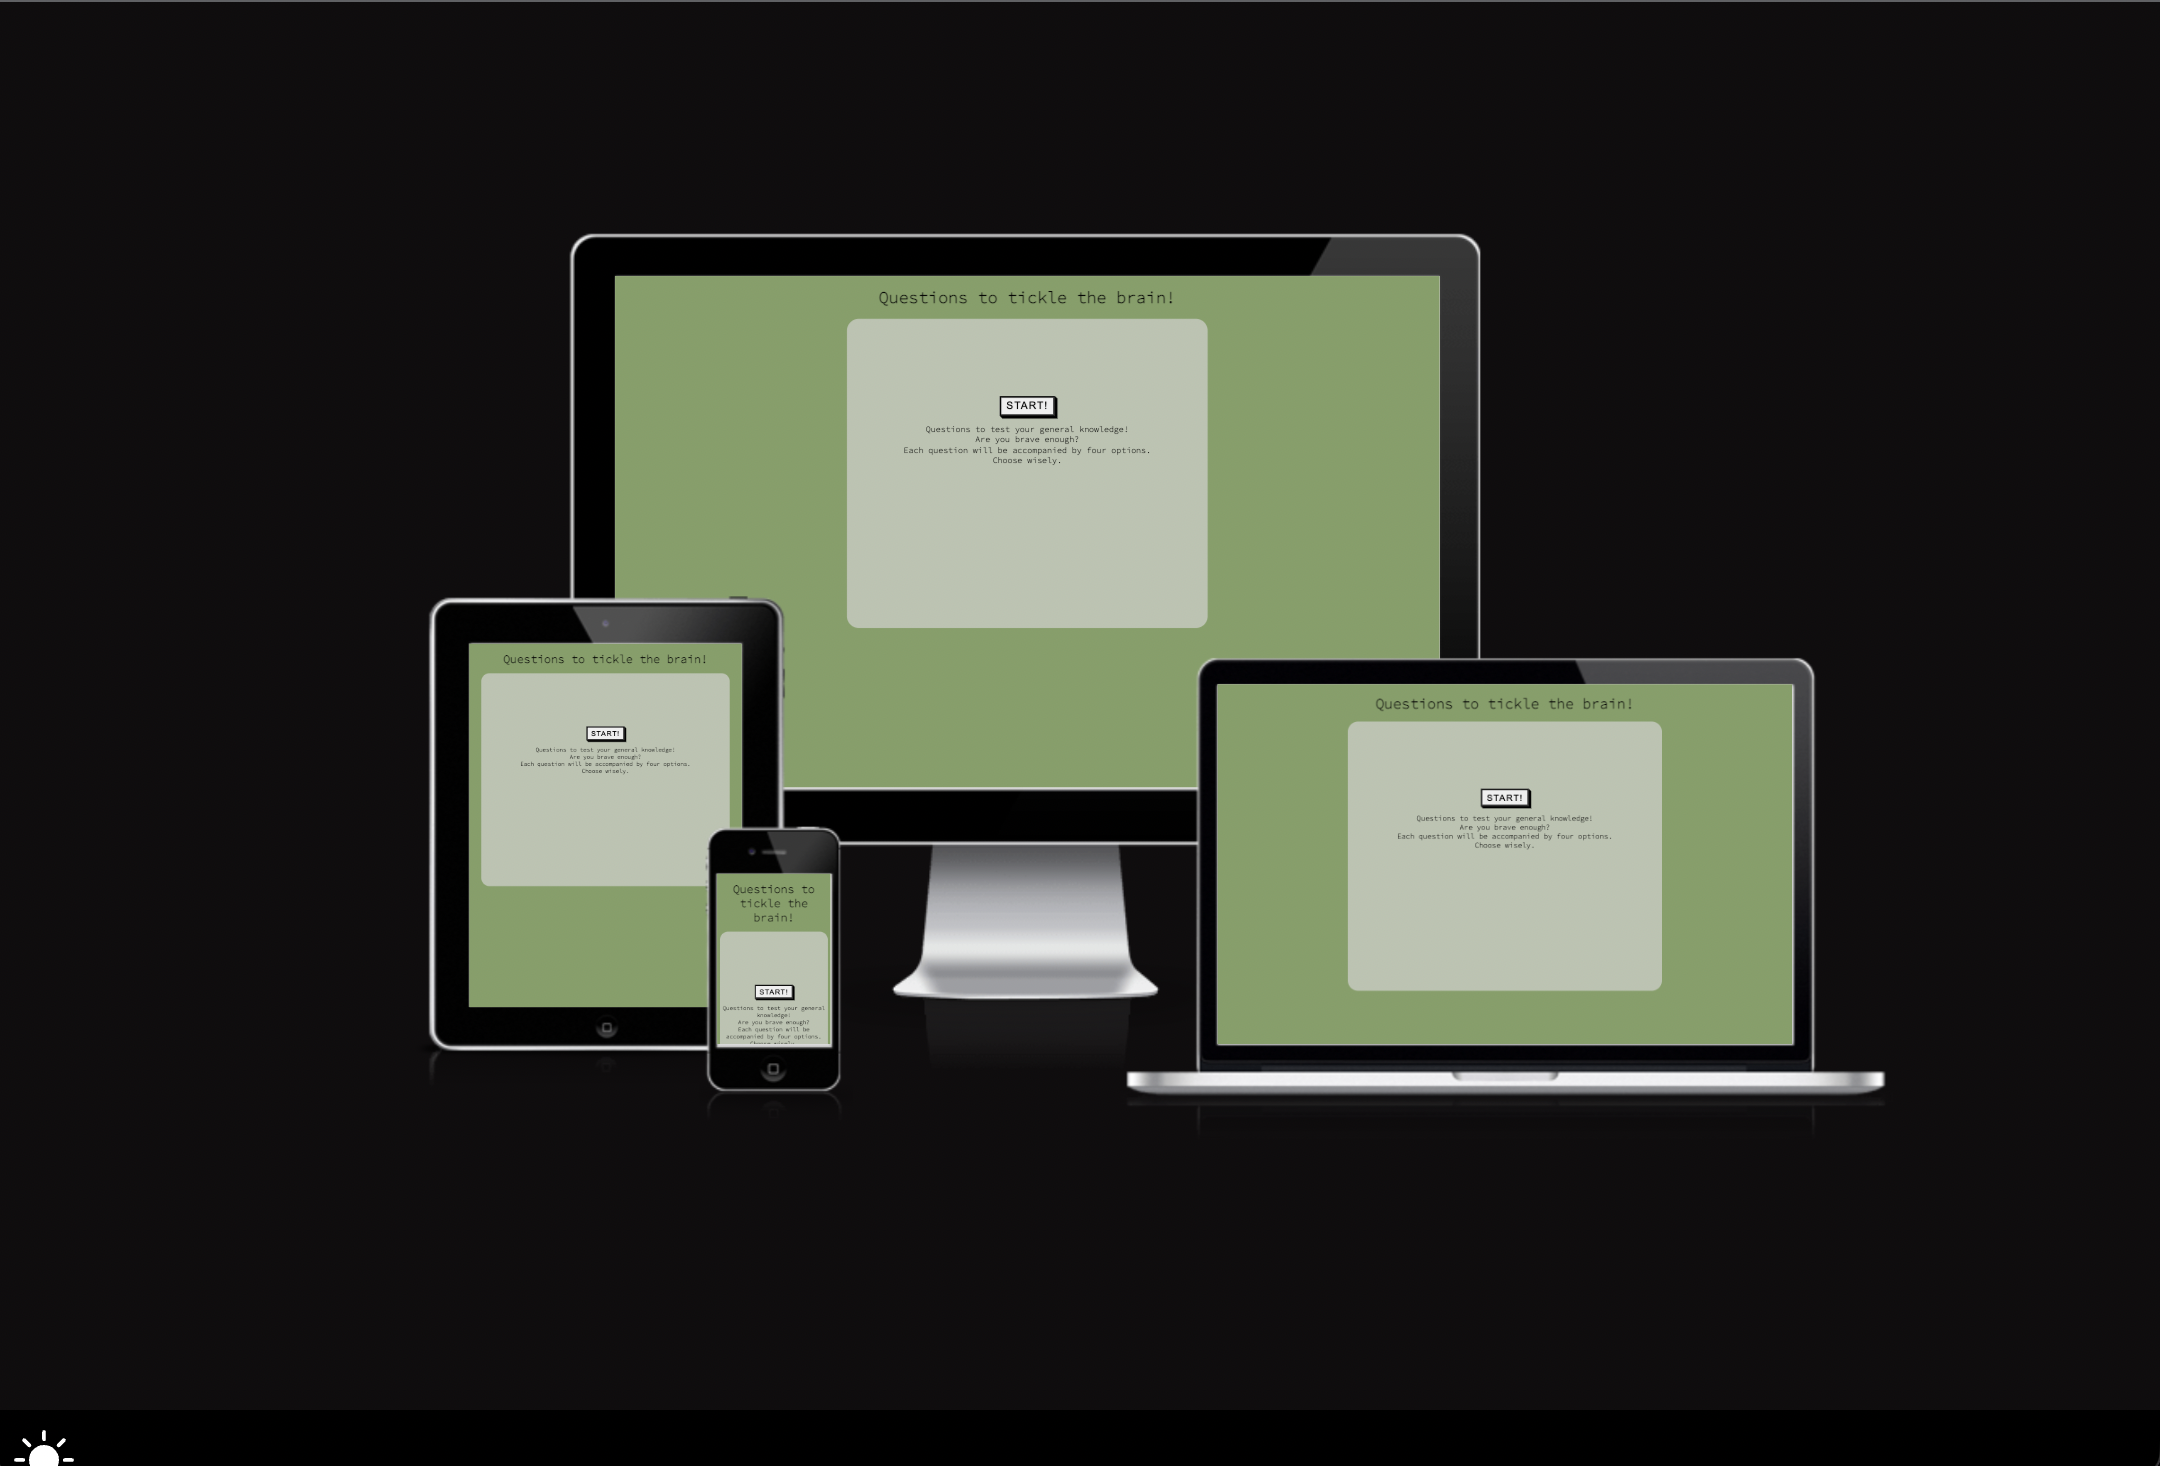 Questions to tickle the brain!
START!
Questions to test your general knowledge!
Are you brave enough?
Each question will be accompanied by four options.
Choose wisely.
Questions to tickle the brain!
START!
Questions to test your general knowledge!
Are you brave enough?
Each question will be accompanied by four options.
Choose wisely.
Questions to
tickle the
brain!
START!
Questions to test your general
knowledge!
Are you brave enough?
Each question will be
accompanied by four options.
Choose wisely.
Questions to tickle the brain!
START!
Questions to test your general knowledge!
Are you brave enough?
Each question will be accompanied by four options.
Choose wisely.